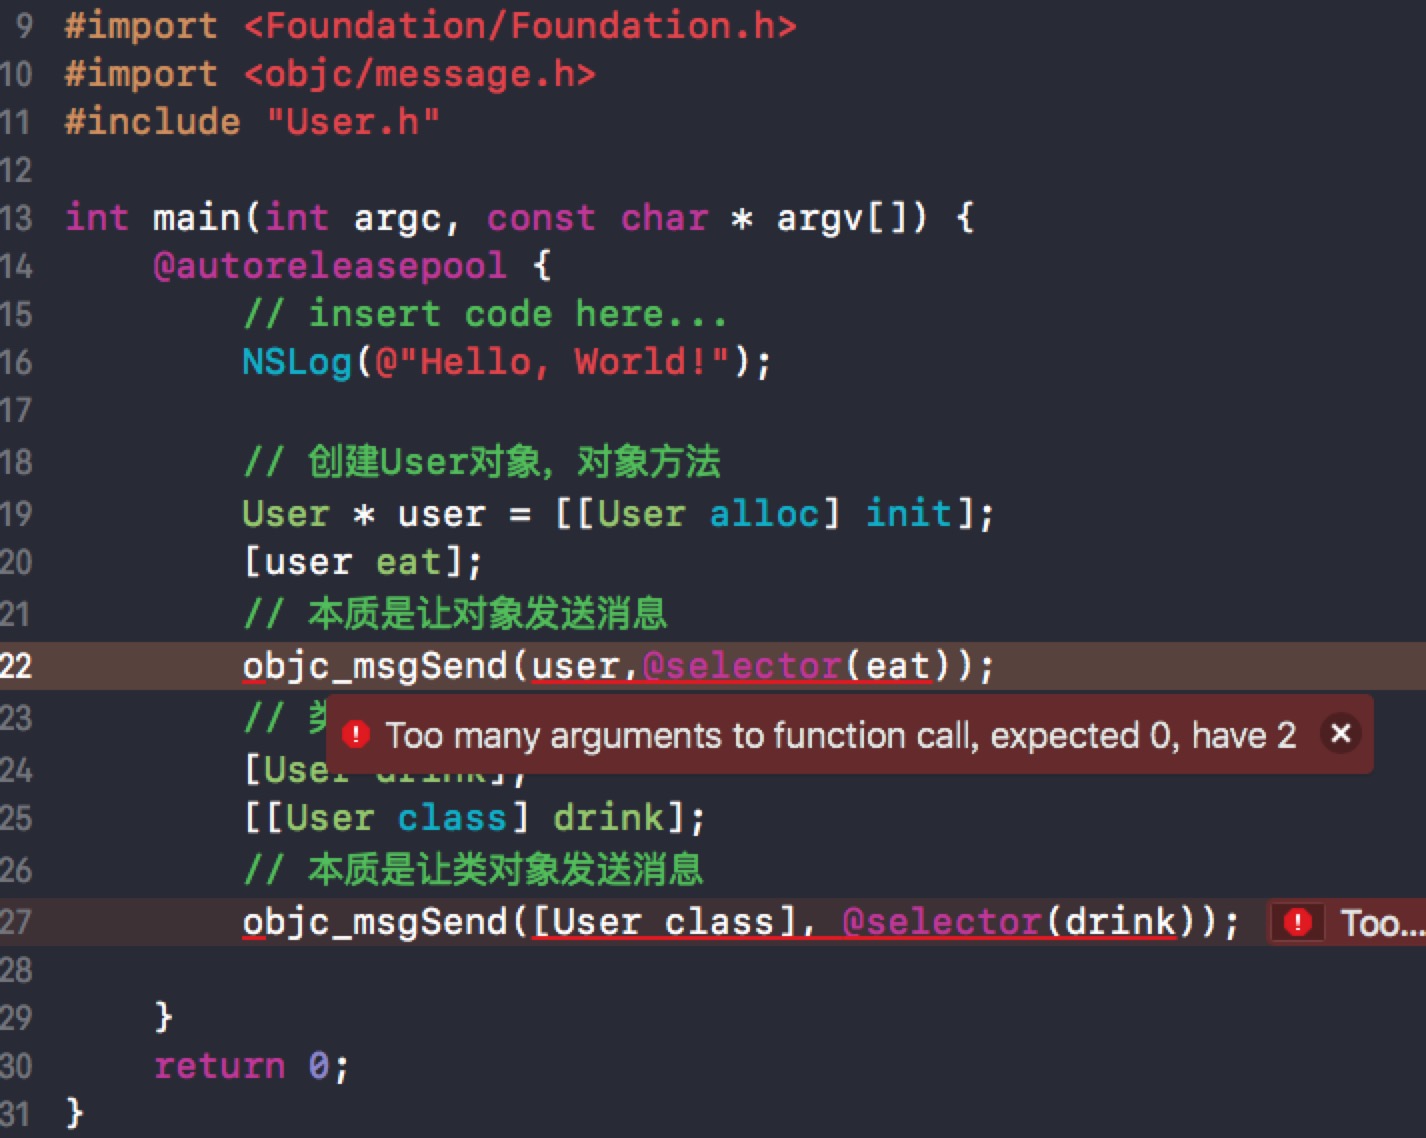 9 #import <Foundation/Foundation.h>
10 #import <objc/message.h>
11 #include "User.h"
12
13 int main(int argc, const char * argv[]) {
14     @autoreleasepool {
15         // insert code here...
16         NSLog(@"Hello, World!");
17
18         // 创建User对象，对象方法
19         User * user = [[User alloc] init];
20         [user eat];
21         // 本质是让对象发送消息
22         objc_msgSend(user,@selector(eat));
23         //
Too many arguments to function call, expected 0, have 2
24         [User drink];
25         [[User class] drink];
26         // 本质是让类对象发送消息
27         objc_msgSend([User class], @selector(drink)); Too...
28
29     }
30     return 0;
31 }